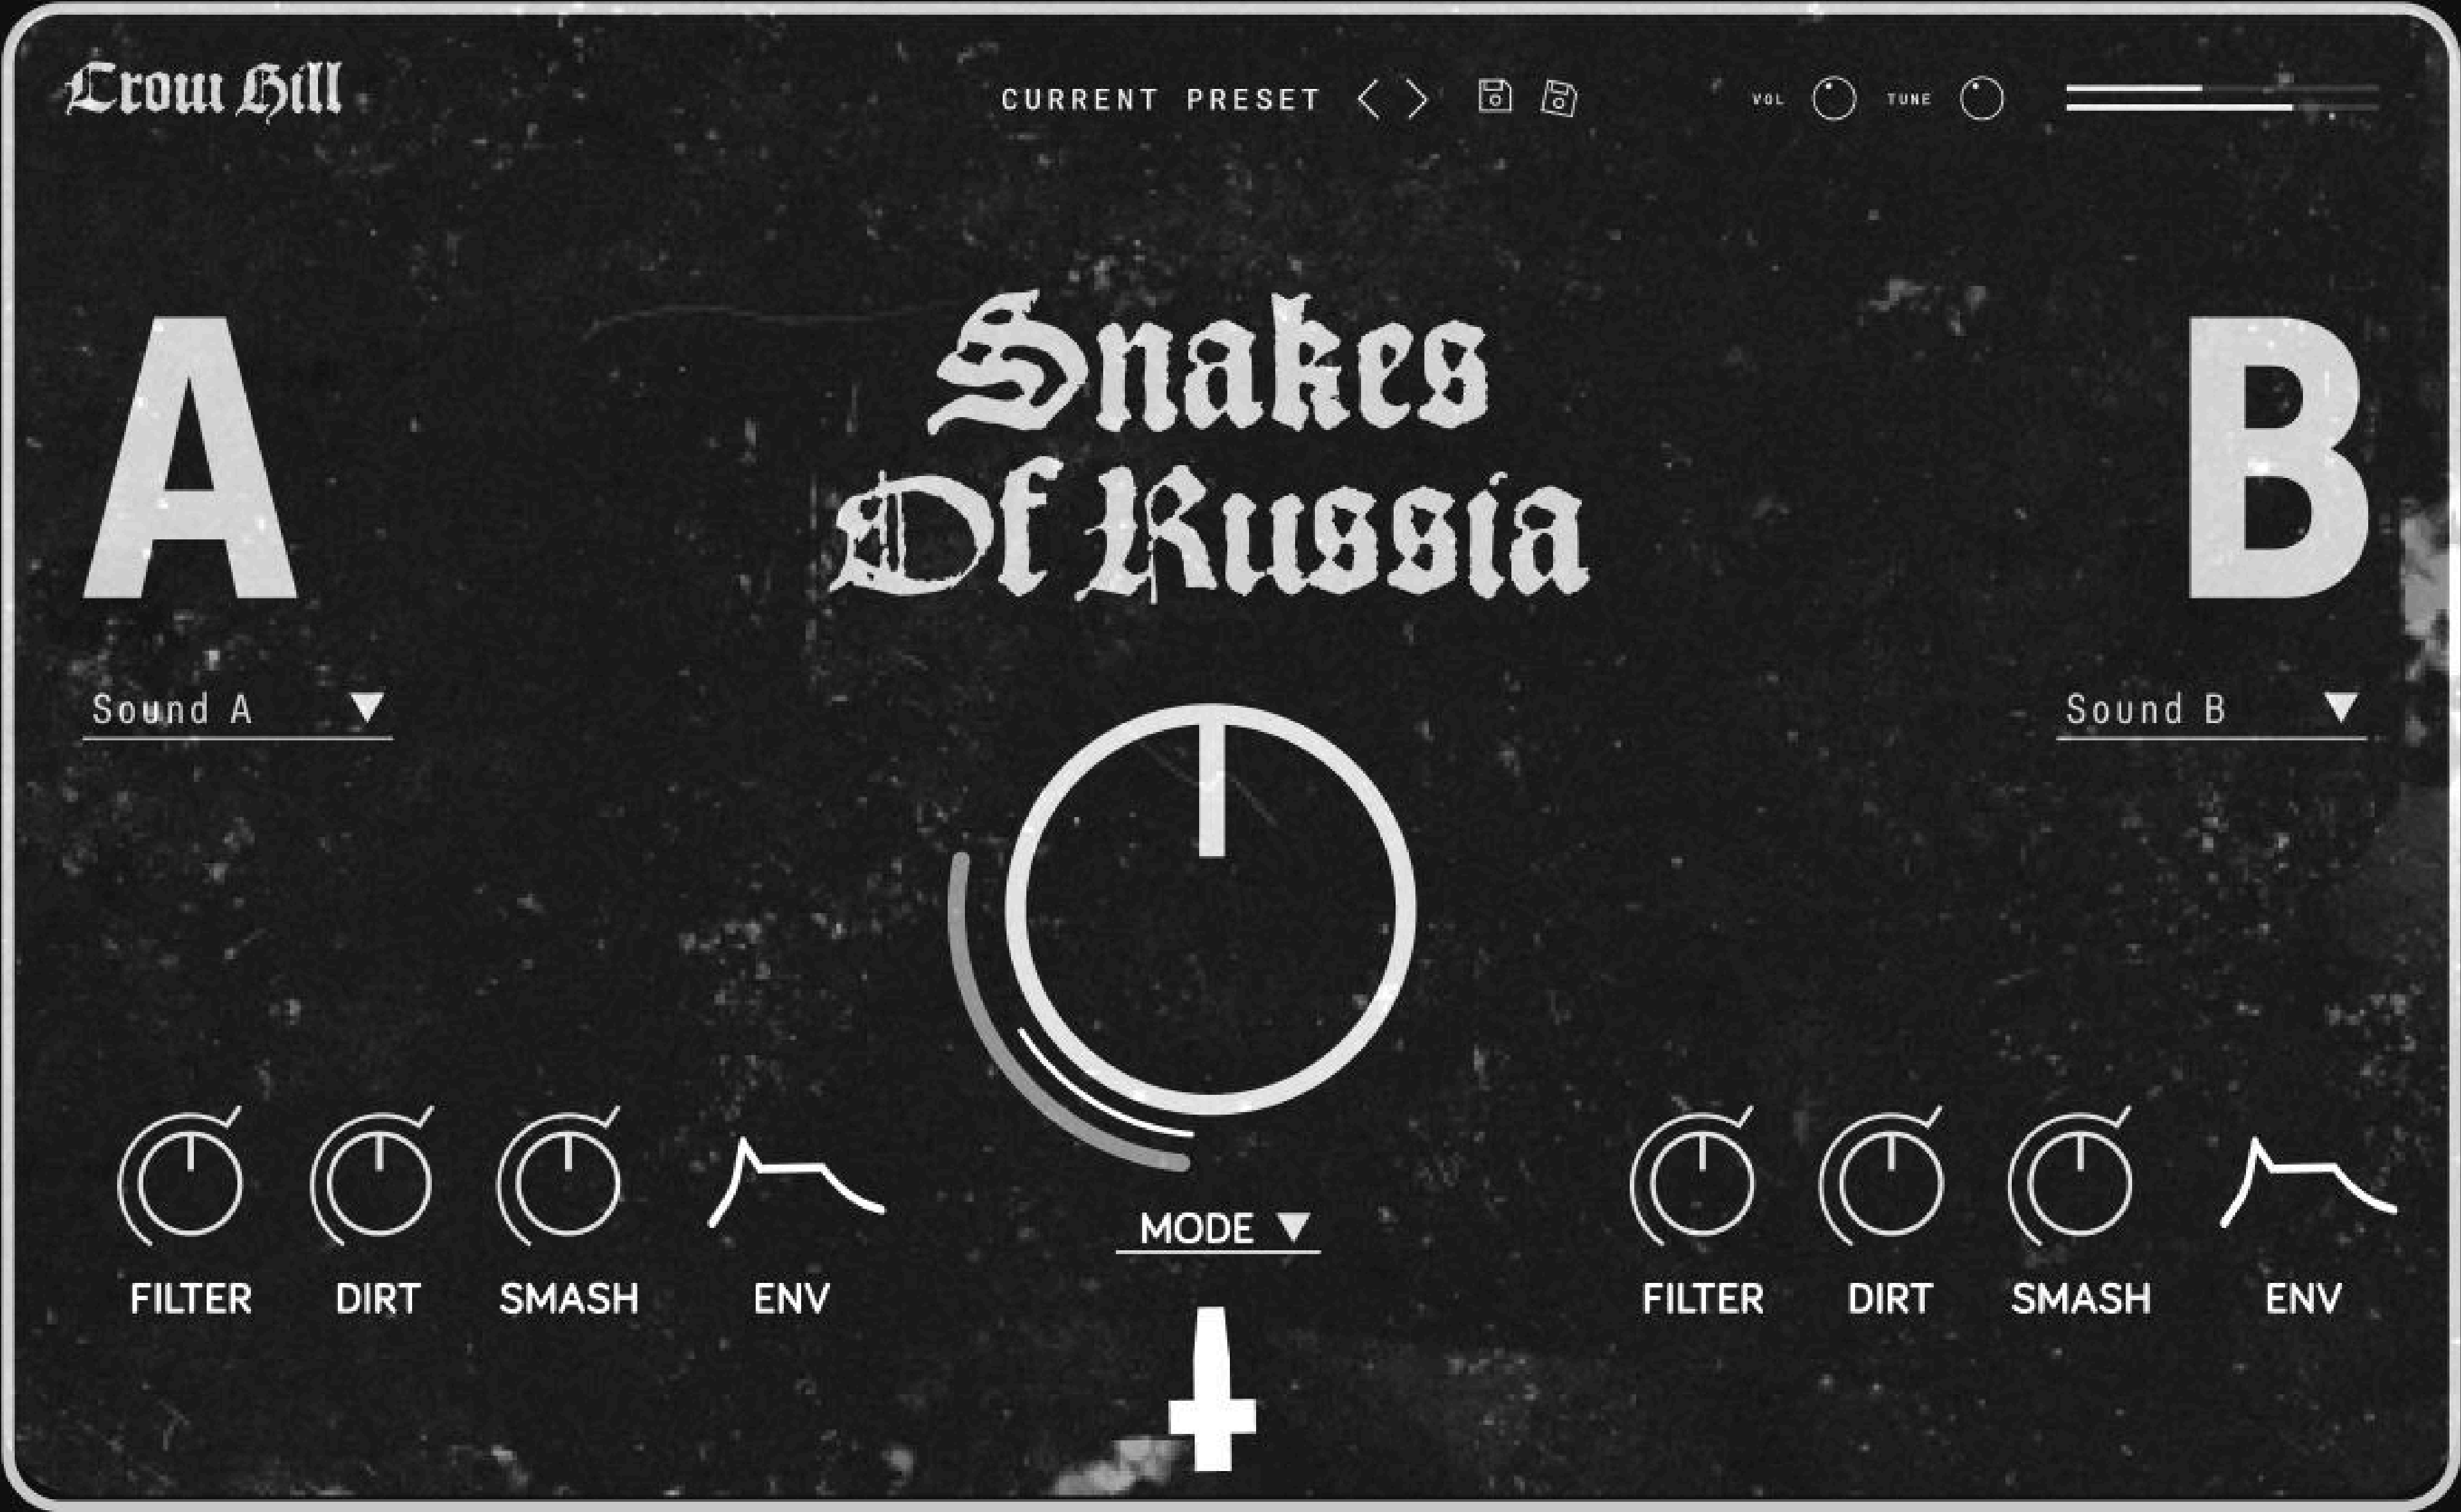 Crow Hill
CURRENT PRESET
VOL
TUNE
Snakes
Of Russia
A
B
Sound A
Sound B
MODE
FILTER DIRT SMASH ENV
FILTER DIRT SMASH ENV